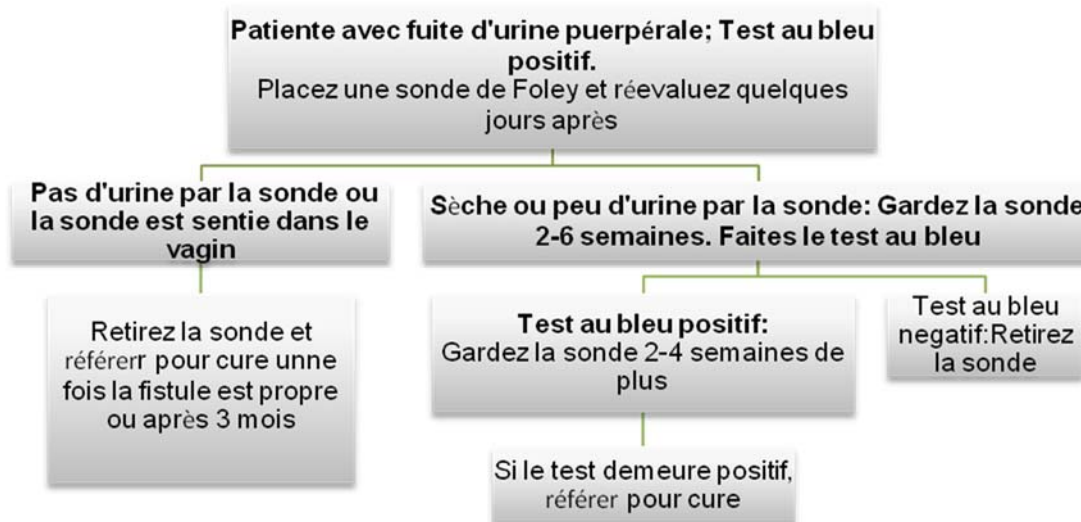 Patiente avec fuite d'urine puerpérale; Test au bleu
positif.
Placez une sonde de Foley et réevaluez quelques
jours après
Pas d'urine par la sonde ou
la sonde est sentie dans le
vagin
Sèche ou peu d'urine par la sonde: Gardez la sonde
2-6 semaines. Faites le test au bleu
Retirez la sonde et
référerr pour cure unne
fois la fistule est propre
ou après 3 mois
Test au bleu positif:
Gardez la sonde 2-4 semaines de
plus
Test au bleu
negatif:Retirez
la sonde
Si le test demeure positif,
référer pour cure